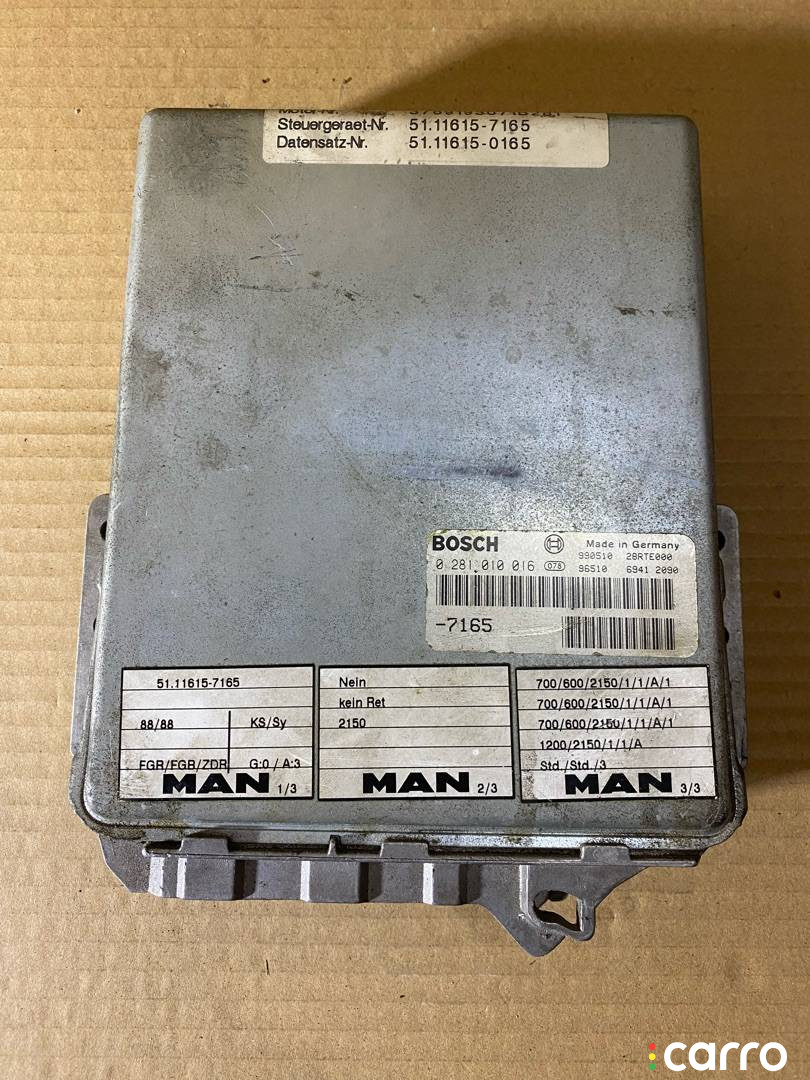 Steuergeraet-Nr. 51.11615-7165
Datensatz-Nr. 51.11615-0165
BOSCH Made in Germany
990510 28RTE000
0 281 010 016 078 96510 6941 2090
-7165
51.11615-7165
88/88 KS/Sy
FGR/FGB/ZDR G:0 / A:3
MAN 1/3
Nein
kein Ret
2150
MAN 2/3
700/600/2150/1/1/A/1
700/600/2150/1/1/A/1
700/600/2150/1/1/A/1
1200/2150/1/1/A
Std./Std./3
MAN 3/3
carro